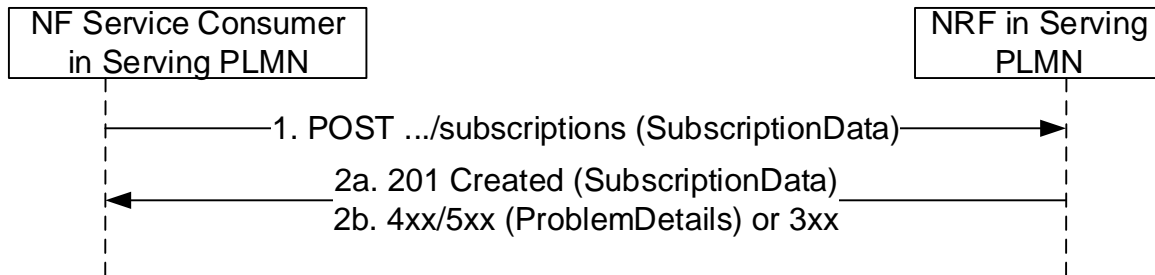 NF Service Consumer
in Serving PLMN
NRF in Serving
PLMN
1. POST .../subscriptions (SubscriptionData)
2a. 201 Created (SubscriptionData)
2b. 4xx/5xx (ProblemDetails) or 3xx